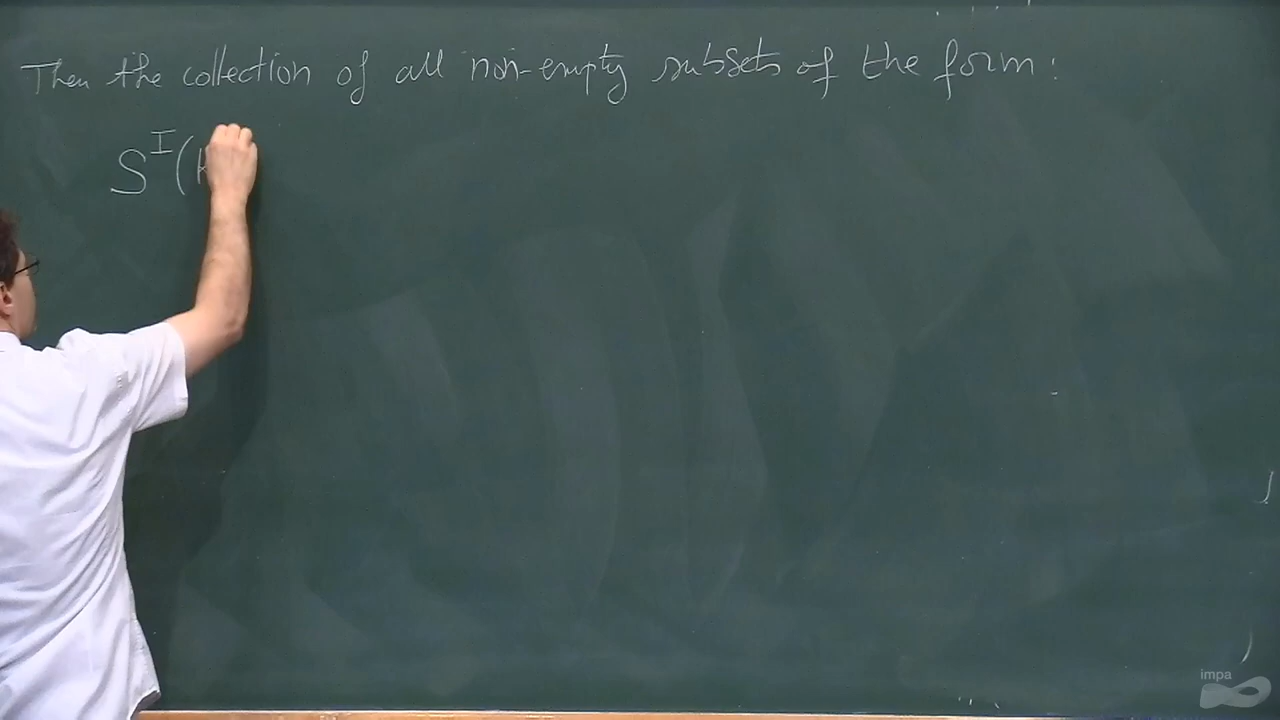 Then the collection of all non-empty subsets of the form:
S^I(
impa